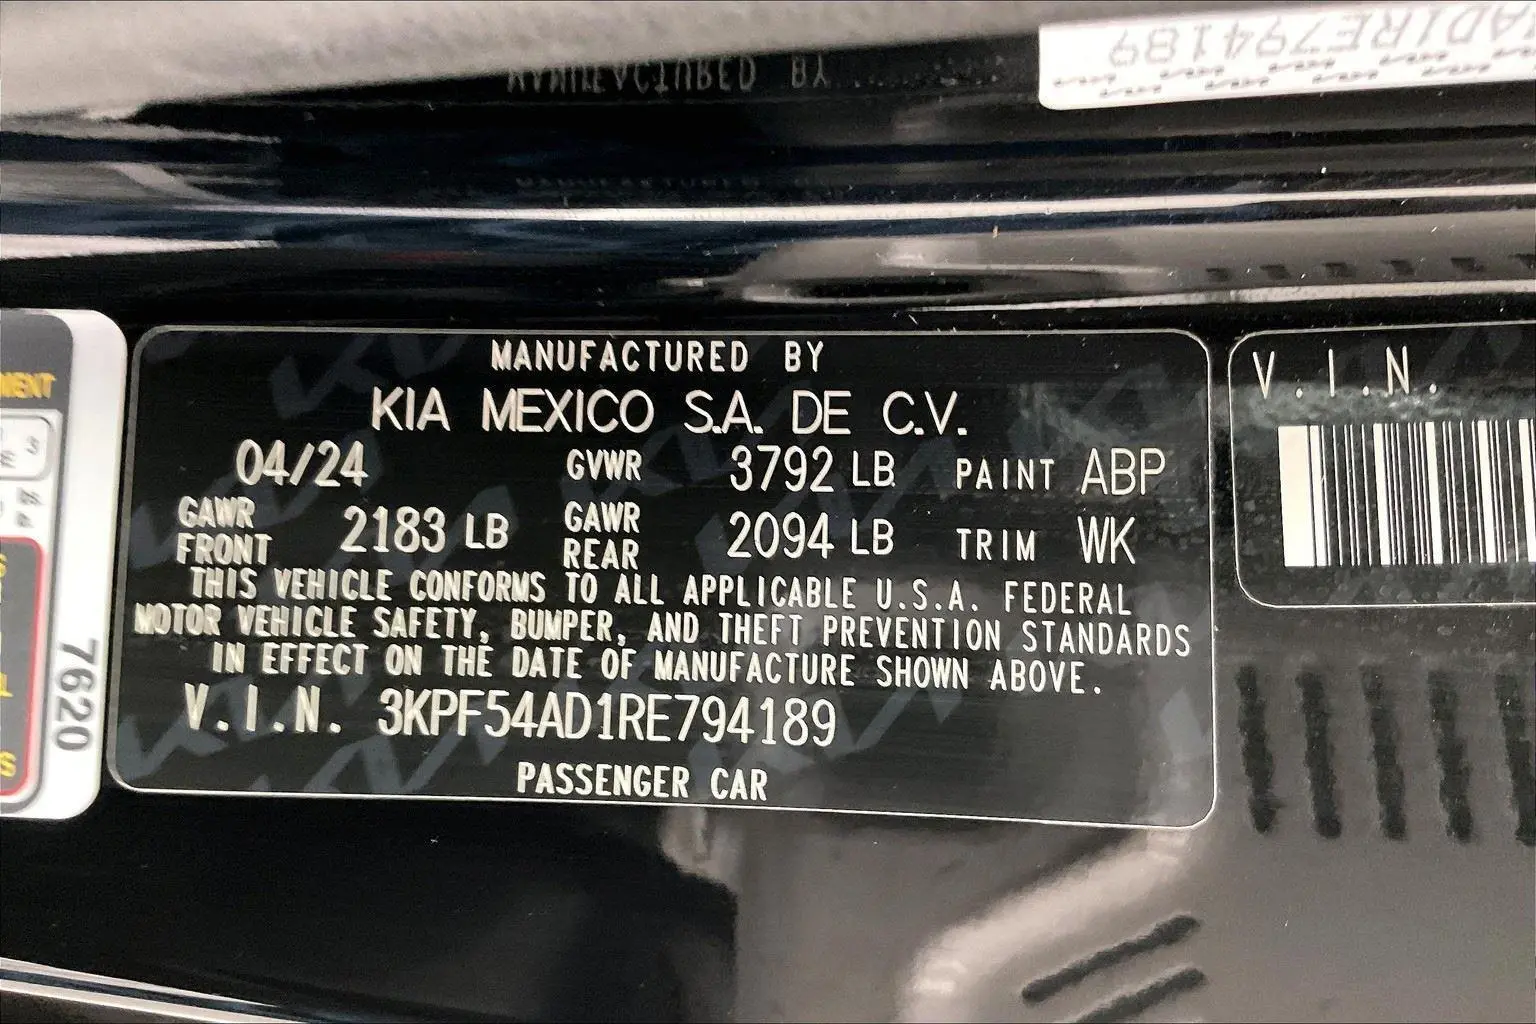 MANUFACTURED BY
KIA MEXICO S.A. DE C.V.
04/24 GVWR 3792 LB PAINT ABP
GAWR FRONT 2183 LB GAWR REAR 2094 LB TRIM WK
THIS VEHICLE CONFORMS TO ALL APPLICABLE U.S.A. FEDERAL
MOTOR VEHICLE SAFETY, BUMPER, AND THEFT PREVENTION STANDARDS
IN EFFECT ON THE DATE OF MANUFACTURE SHOWN ABOVE.
V.I.N. 3KPF54AD1RE794189
PASSENGER CAR
V.I.N.
7620